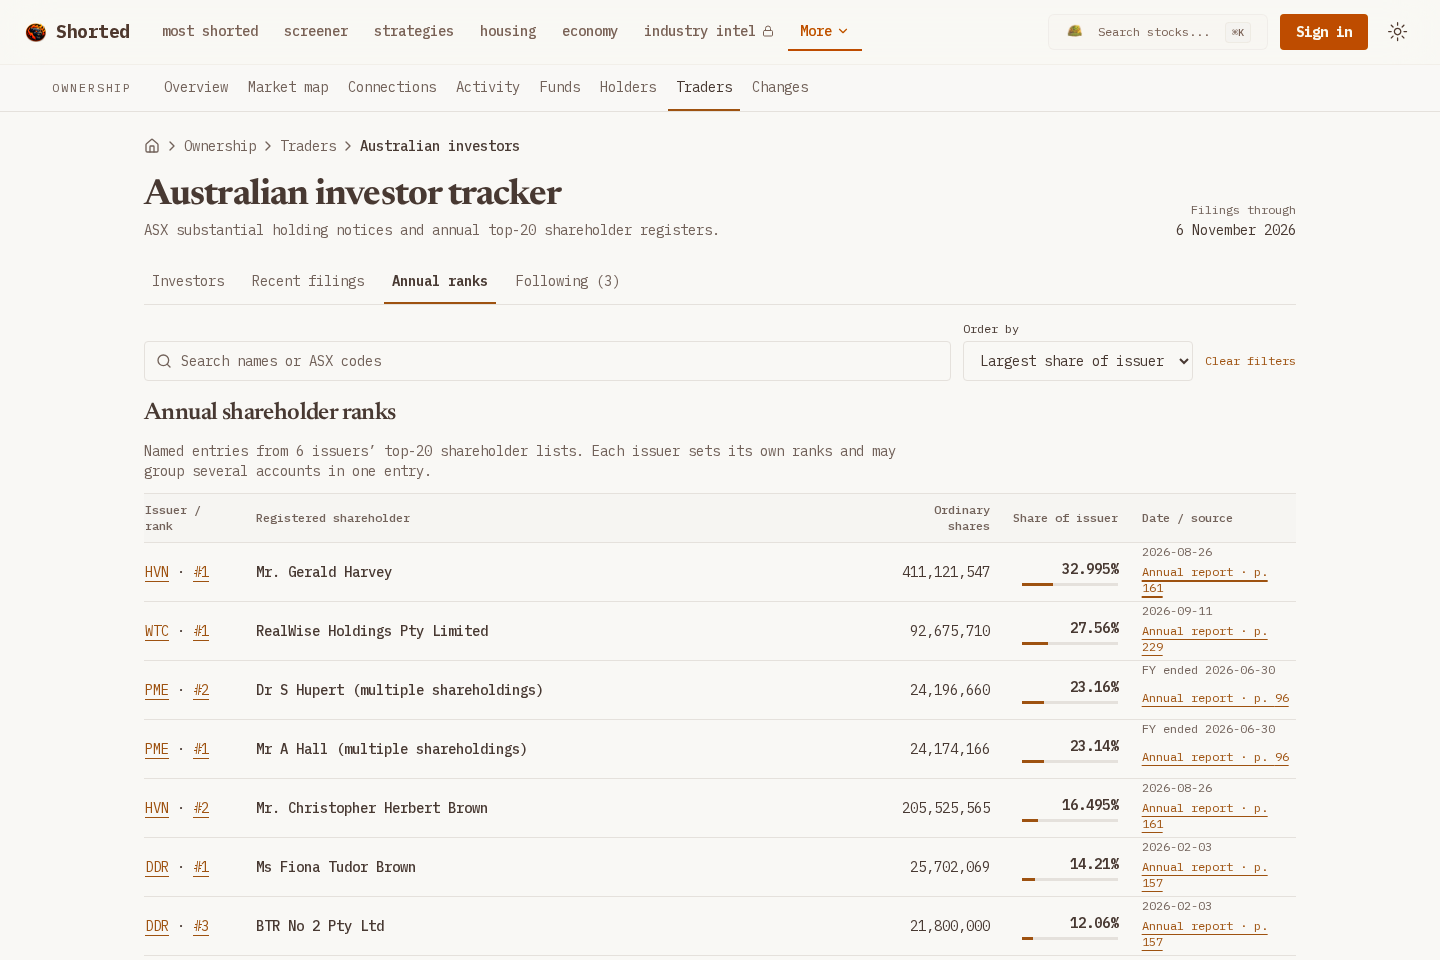 Shorted
most shorted
screener
strategies
housing
economy
industry intel
More
Search stocks...
⌘K
Sign in
OWNERSHIP
Overview
Market map
Connections
Activity
Funds
Holders
Traders
Changes
Ownership
Traders
Australian investors
Australian investor tracker
ASX substantial holding notices and annual top-20 shareholder registers.
Filings through
6 November 2026
Investors
Recent filings
Annual ranks
Following (3)
Order by
Search names or ASX codes
Largest share of issuer
Clear filters
Annual shareholder ranks
Named entries from 6 issuers’ top-20 shareholder lists. Each issuer sets its own ranks and may
group several accounts in one entry.
Issuer / rank
Registered shareholder
Ordinary shares
Share of issuer
Date / source
HVN · #1
Mr. Gerald Harvey
411,121,547
32.995%
2026-08-26
Annual report · p. 161
WTC · #1
RealWise Holdings Pty Limited
92,675,710
27.56%
2026-09-11
Annual report · p. 229
PME · #2
Dr S Hupert (multiple shareholdings)
24,196,660
23.16%
FY ended 2026-06-30
Annual report · p. 96
PME · #1
Mr A Hall (multiple shareholdings)
24,174,166
23.14%
FY ended 2026-06-30
Annual report · p. 96
HVN · #2
Mr. Christopher Herbert Brown
205,525,565
16.495%
2026-08-26
Annual report · p. 161
DDR · #1
Ms Fiona Tudor Brown
25,702,069
14.21%
2026-02-03
Annual report · p. 157
DDR · #3
BTR No 2 Pty Ltd
21,800,000
12.06%
2026-02-03
Annual report · p. 157